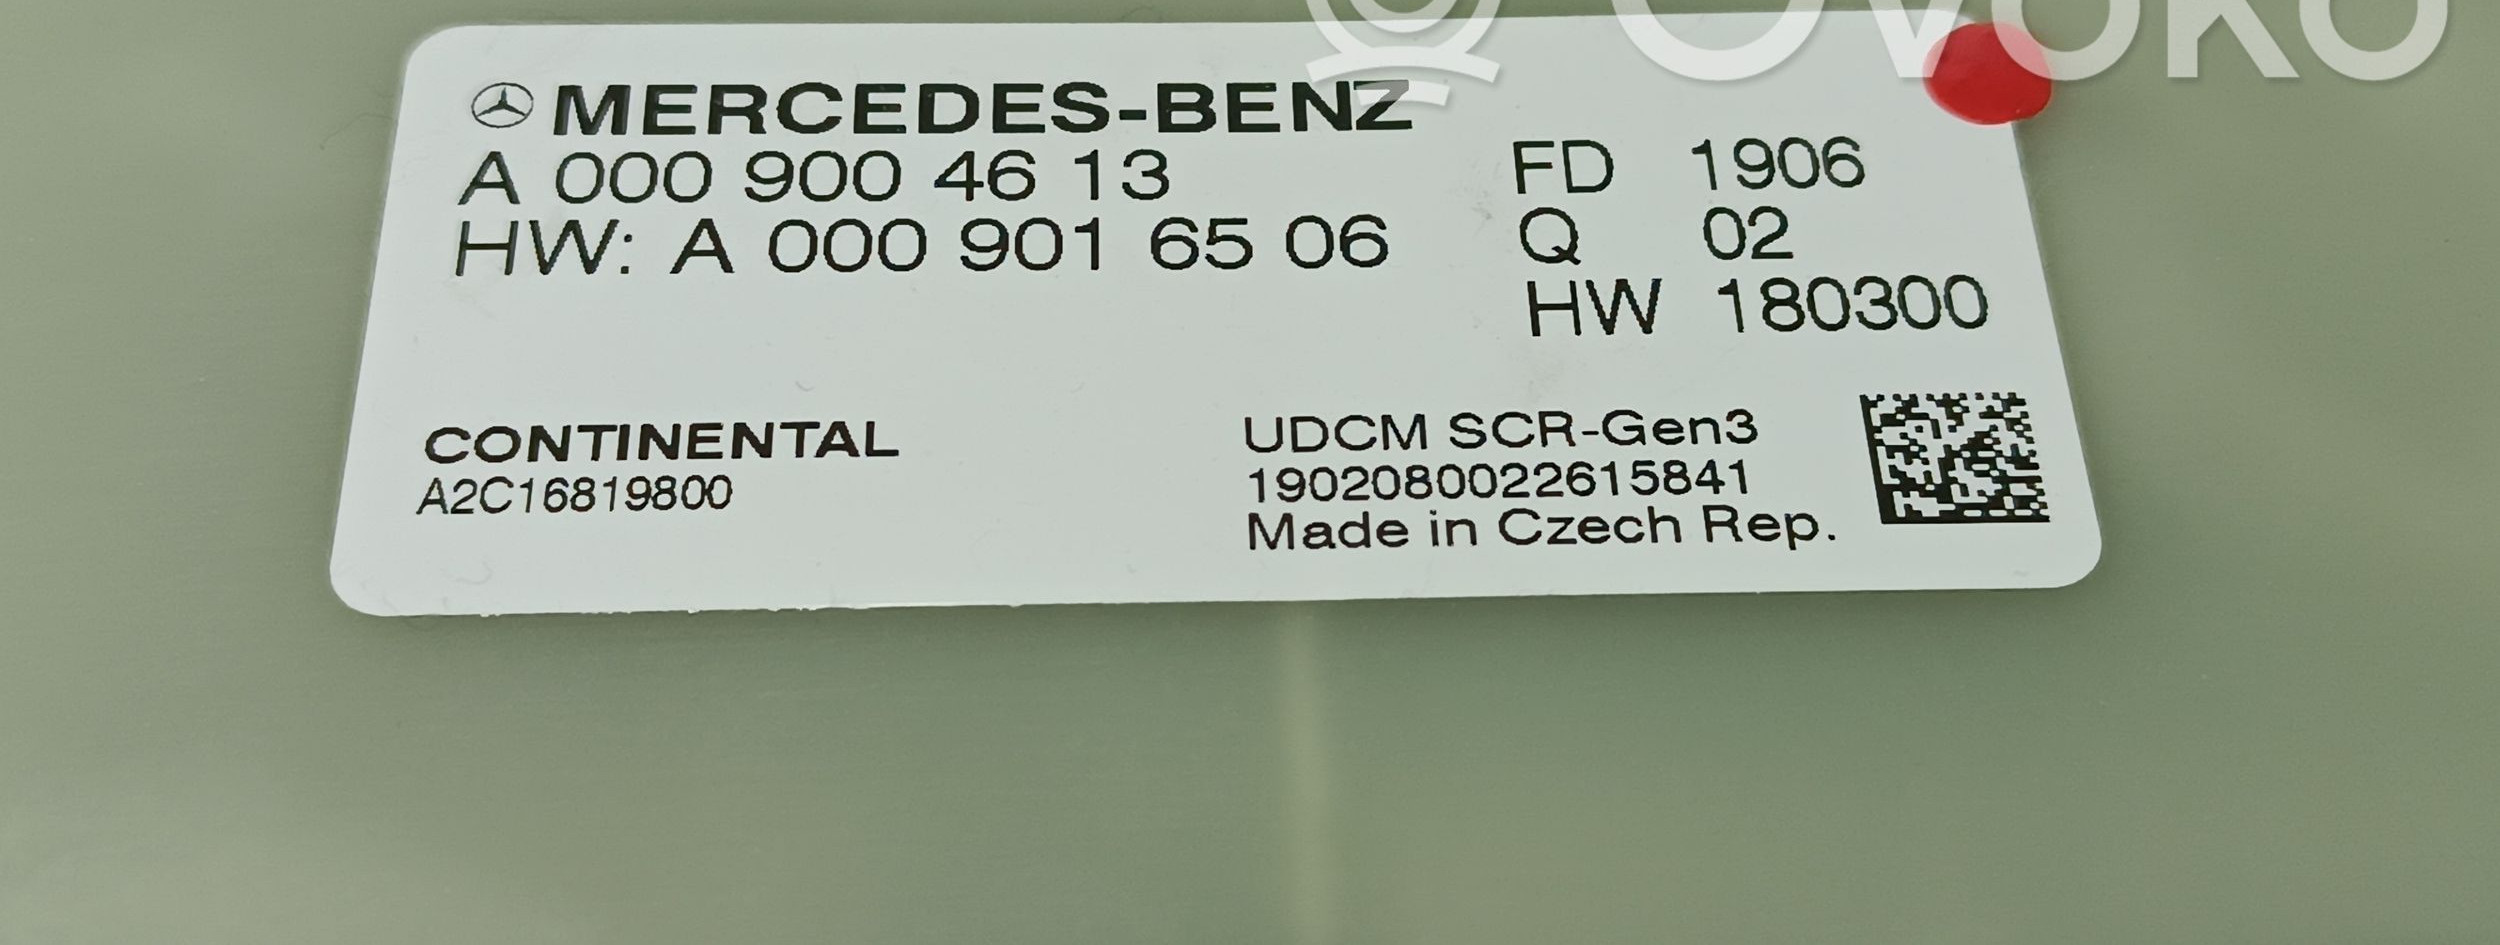 OVOKO
MERCEDES-BENZ
A 000 900 46 13
HW: A 000 901 65 06
FD 1906
Q 02
HW 180300
CONTINENTAL
A2C16819800
UDCM SCR-Gen3
1902080022615841
Made in Czech Rep.